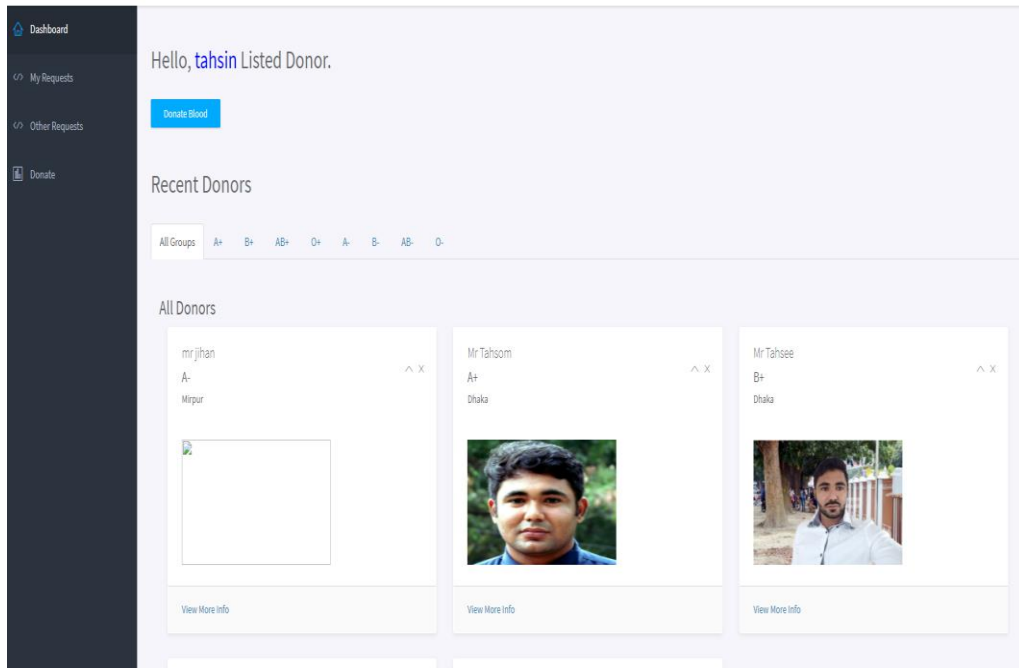 Dashboard
My Requests
Other Requests
Donate
Hello, tahsin Listed Donor.
Donate Blood
Recent Donors
All Groups A+ B+ AB+ O+ A- B- AB- O-
All Donors
mr jihan
A-
Mirpur
View More Info
Mr Tahsom
A+
Dhaka
View More Info
Mr Tahsee
B+
Dhaka
View More Info